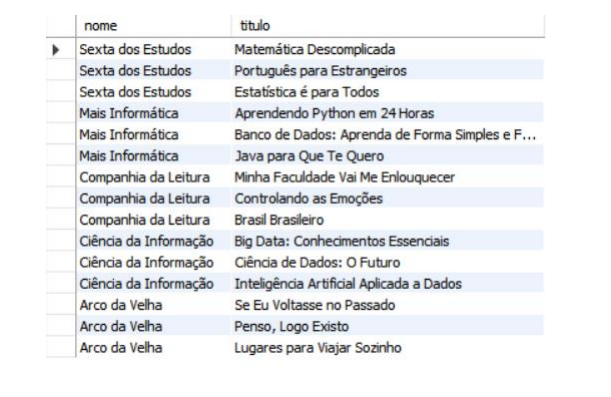 nome titulo
Sexta dos Estudos Matemática Descomplicada
Sexta dos Estudos Português para Estrangeiros
Sexta dos Estudos Estatística é para Todos
Mais Informática Aprendendo Python em 24 Horas
Mais Informática Banco de Dados: Aprenda de Forma Simples e F...
Mais Informática Java para Que Te Quero
Companhia da Leitura Minha Faculdade Vai Me Enlouquecer
Companhia da Leitura Controlando as Emoções
Companhia da Leitura Brasil Brasileiro
Ciência da Informação Big Data: Conhecimentos Essenciais
Ciência da Informação Ciência de Dados: O Futuro
Ciência da Informação Inteligência Artificial Aplicada a Dados
Arco da Velha Se Eu Voltasse no Passado
Arco da Velha Penso, Logo Existo
Arco da Velha Lugares para Viajar Sozinho